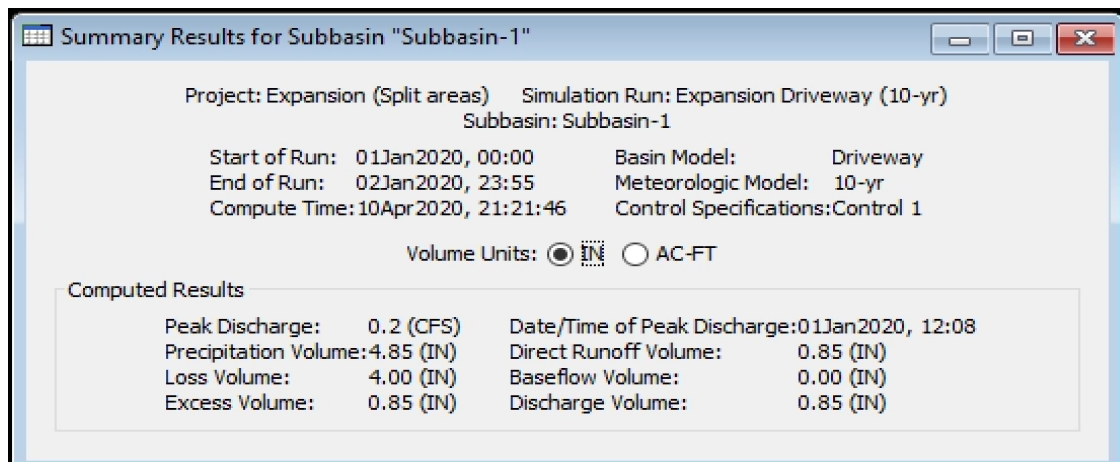 Summary Results for Subbasin "Subbasin-1"
Project: Expansion (Split areas) Simulation Run: Expansion Driveway (10-yr)
Subbasin: Subbasin-1
Start of Run: 01Jan2020, 00:00 Basin Model: Driveway
End of Run: 02Jan2020, 23:55 Meteorologic Model: 10-yr
Compute Time:10Apr2020, 21:21:46 Control Specifications:Control 1
Volume Units: IN AC-FT
Computed Results
Peak Discharge: 0.2 (CFS) Date/Time of Peak Discharge:01Jan2020, 12:08
Precipitation Volume:4.85 (IN) Direct Runoff Volume: 0.85 (IN)
Loss Volume: 4.00 (IN) Baseflow Volume: 0.00 (IN)
Excess Volume: 0.85 (IN) Discharge Volume: 0.85 (IN)